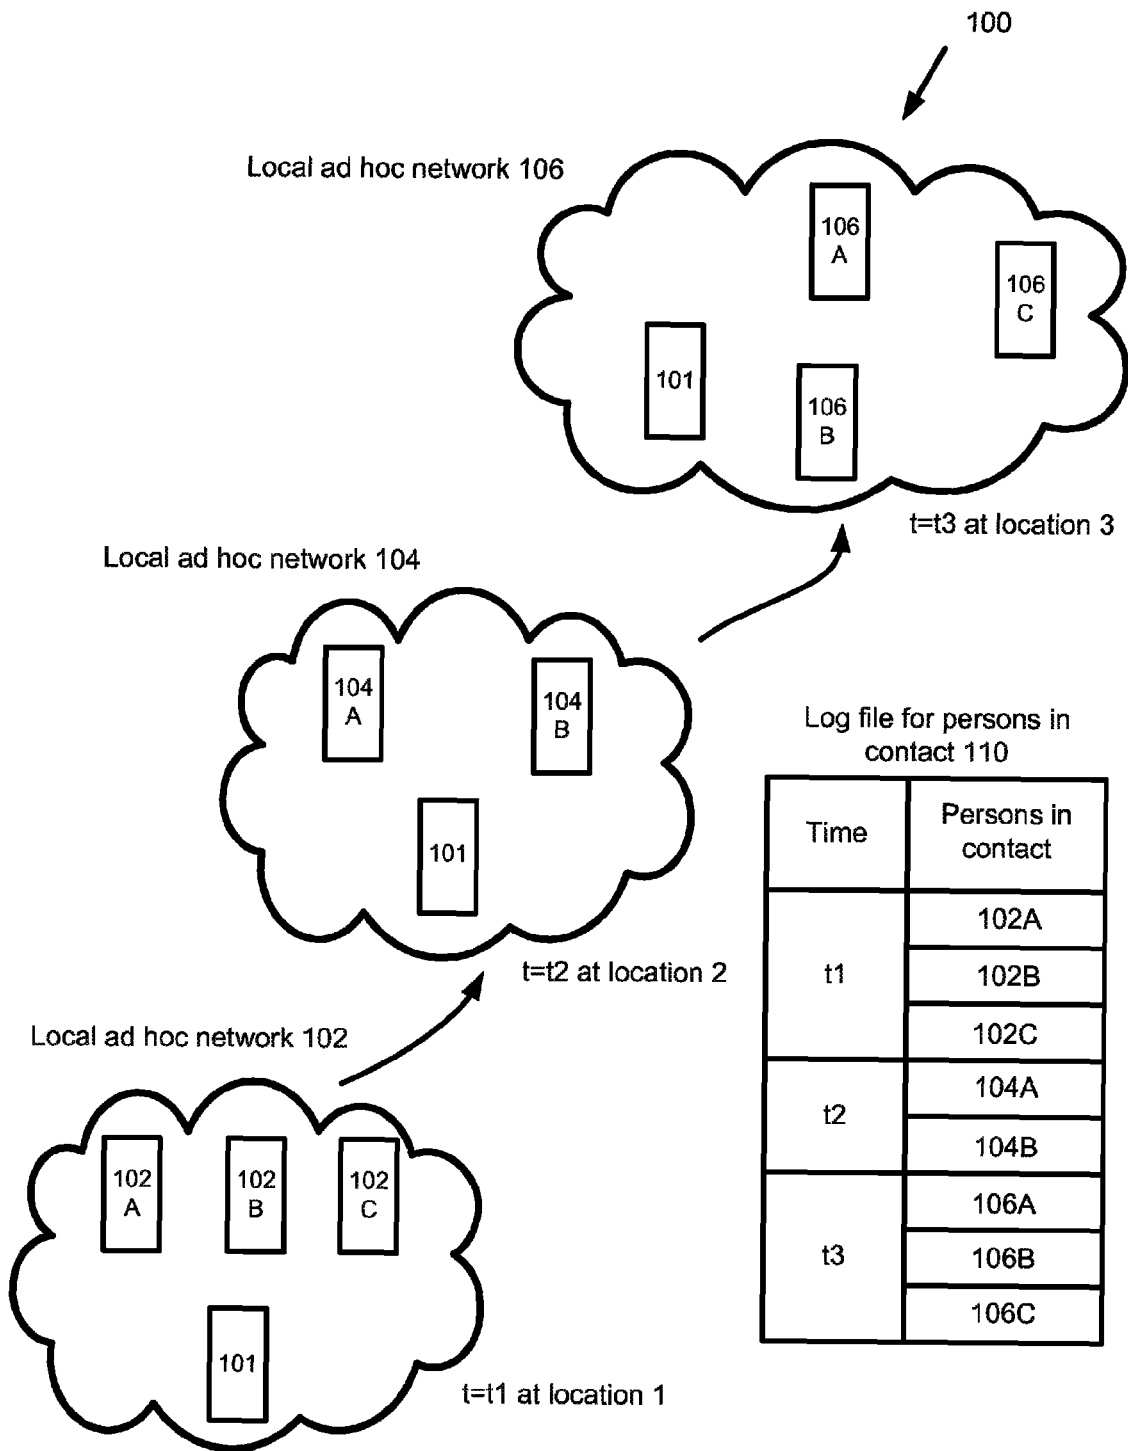 100
Local ad hoc network 106
106
A
106
C
101
106
B
t=t3 at location 3
Local ad hoc network 104
104
A
104
B
101
t=t2 at location 2
Log file for persons in
contact 110
Time
Persons in
contact
t1
102A
102B
102C
t2
104A
104B
t3
106A
106B
106C
Local ad hoc network 102
102
A
102
B
102
C
101
t=t1 at location 1